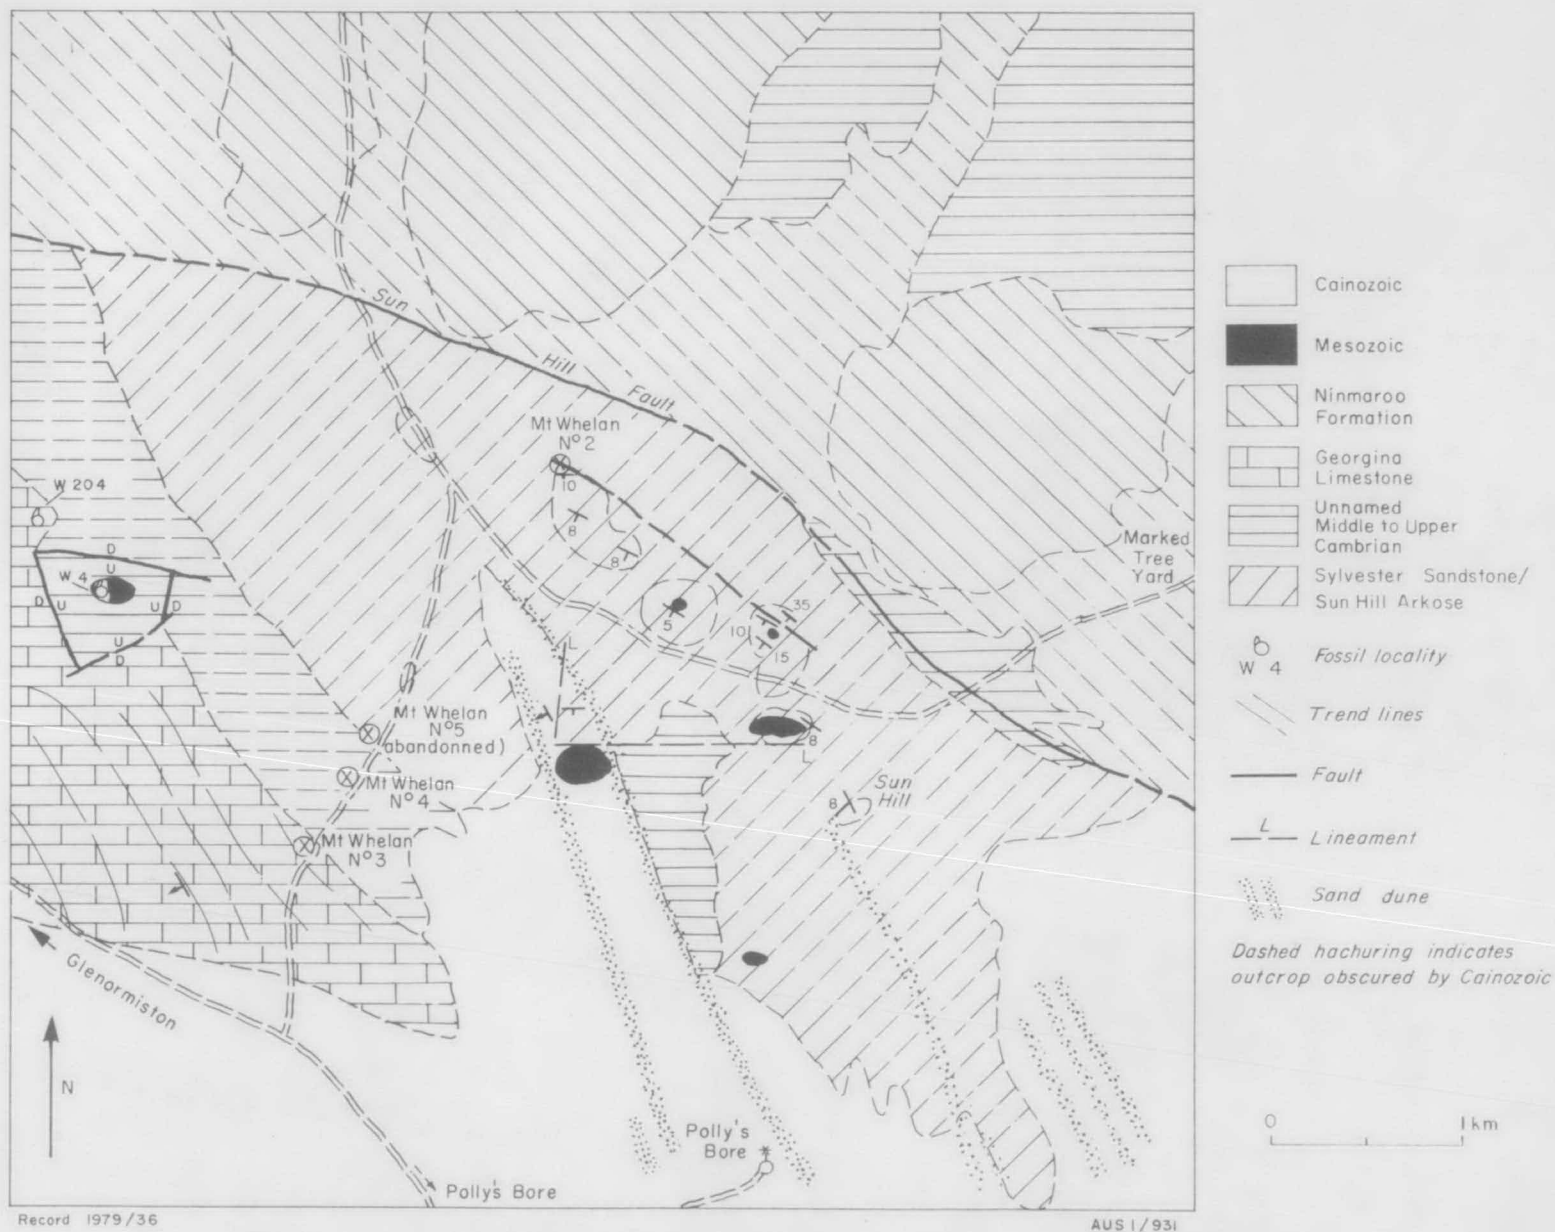 Sun
Hill
Fault
Mt Whelan
Nº 2
10
8
8
W 204
D
U
W 4
D
U
U
D
U
D
5
35
10
15
Marked
Tree
Yard
L
Mt Whelan
Nº 5
(abandonned)
8
L
Mt Whelan
Nº 4
Sun
Hill
8
Mt Whelan
Nº 3
Glenormiston
N
Polly's
Bore
Polly's Bore
Cainozoic
Mesozoic
Ninmaroo
Formation
Georgina
Limestone
Unnamed
Middle to Upper
Cambrian
Sylvester Sandstone/
Sun Hill Arkose
W 4
Fossil locality
Trend lines
Fault
L
Lineament
Sand dune
Dashed hachuring indicates
outcrop obscured by Cainozoic
0
1 km
Record 1979/36
AUS 1/931